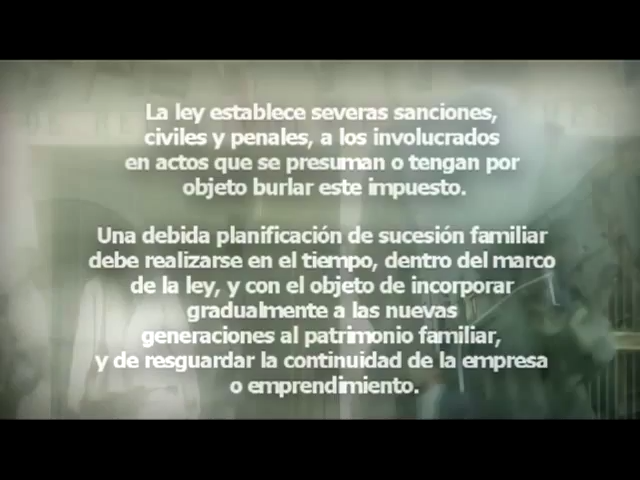 La ley establece severas sanciones,
civiles y penales, a los involucrados
en actos que se presuman o tengan por
objeto burlar este impuesto.
Una debida planificación de sucesión familiar
debe realizarse en el tiempo, dentro del marco
de la ley, y con el objeto de incorporar
gradualmente a las nuevas
generaciones al patrimonio familiar,
y de resguardar la continuidad de la empresa
o emprendimiento.